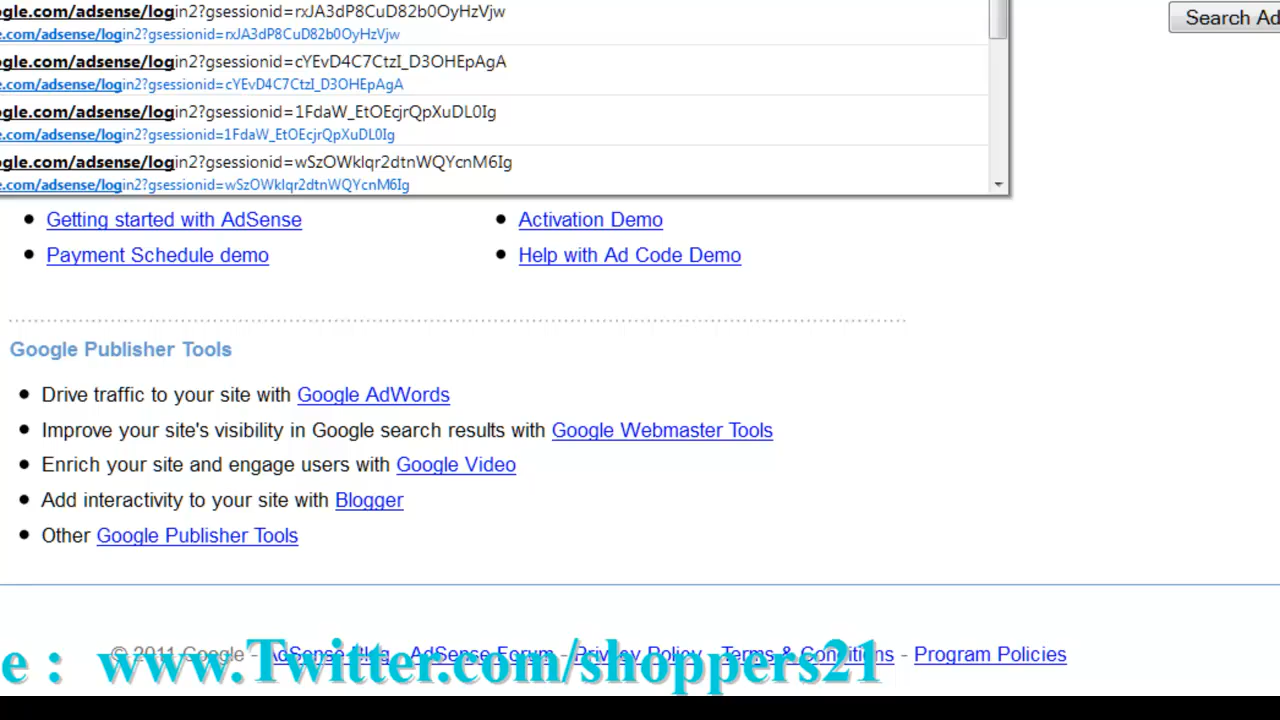 ogle.com/adsense/login2?gsessionid=rxJA3dP8CuD82b0OyHzVjw
e.com/adsense/login2?gsessionid=rxJA3dP8CuD82b0OyHzVjw
ogle.com/adsense/login2?gsessionid=cYEvD4C7CtzI_D3OHEpAgA
e.com/adsense/login2?gsessionid=cYEvD4C7CtzI_D3OHEpAgA
ogle.com/adsense/login2?gsessionid=1FdaW_EtOEcjrQpXuDL0Ig
e.com/adsense/login2?gsessionid=1FdaW_EtOEcjrQpXuDL0Ig
ogle.com/adsense/login2?gsessionid=wSzOWklqr2dtnWQYcnM6Ig
e.com/adsense/login2?gsessionid=wSzOWklqr2dtnWQYcnM6Ig
Search Ad
Getting started with AdSense
Activation Demo
Payment Schedule demo
Help with Ad Code Demo
Google Publisher Tools
Drive traffic to your site with Google AdWords
Improve your site's visibility in Google search results with Google Webmaster Tools
Enrich your site and engage users with Google Video
Add interactivity to your site with Blogger
Other Google Publisher Tools
© 2011 Google - AdSense Blog - AdSense Forum - Privacy Policy - Terms & Conditions - Program Policies
e : www.Twitter.com/shoppers21